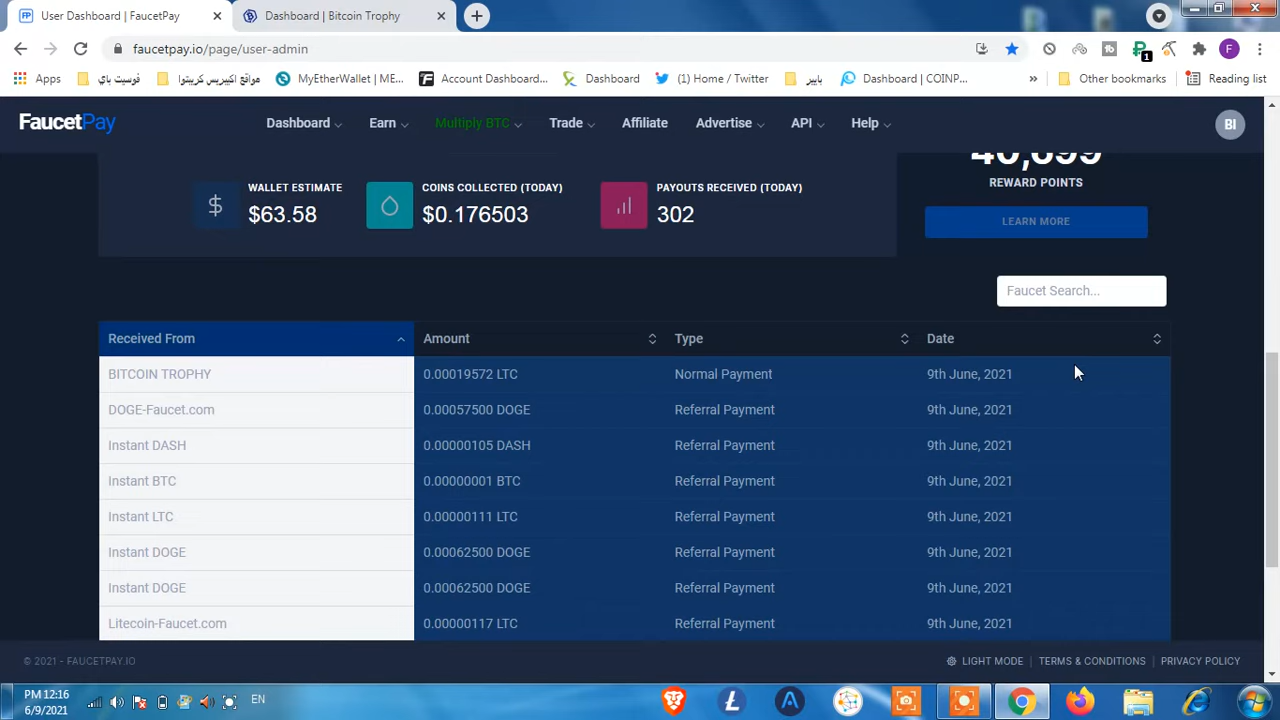 User Dashboard | FaucetPay
Dashboard | Bitcoin Trophy
faucetpay.io/page/user-admin
1
F
Apps
فوسيت باي
مواقع اكبيربس كريبتوا
MyEtherWallet | ME...
Account Dashboard...
Dashboard
(1) Home / Twitter
بايير
Dashboard | COINP...
»
Other bookmarks
Reading list
FaucetPay
Dashboard
Earn
Multiply BTC
Trade
Affiliate
Advertise
API
Help
BI
WALLET ESTIMATE
$63.58
COINS COLLECTED (TODAY)
$0.176503
PAYOUTS RECEIVED (TODAY)
302
REWARD POINTS
LEARN MORE
Faucet Search...
Received From Amount Type Date
BITCOIN TROPHY 0.00019572 LTC Normal Payment 9th June, 2021
DOGE-Faucet.com 0.00057500 DOGE Referral Payment 9th June, 2021
Instant DASH 0.00000105 DASH Referral Payment 9th June, 2021
Instant BTC 0.00000001 BTC Referral Payment 9th June, 2021
Instant LTC 0.00000111 LTC Referral Payment 9th June, 2021
Instant DOGE 0.00062500 DOGE Referral Payment 9th June, 2021
Instant DOGE 0.00062500 DOGE Referral Payment 9th June, 2021
Litecoin-Faucet.com 0.00000117 LTC Referral Payment 9th June, 2021
© 2021 - FAUCETPAY.IO
LIGHT MODE | TERMS & CONDITIONS | PRIVACY POLICY
PM 12:16
6/9/2021
EN